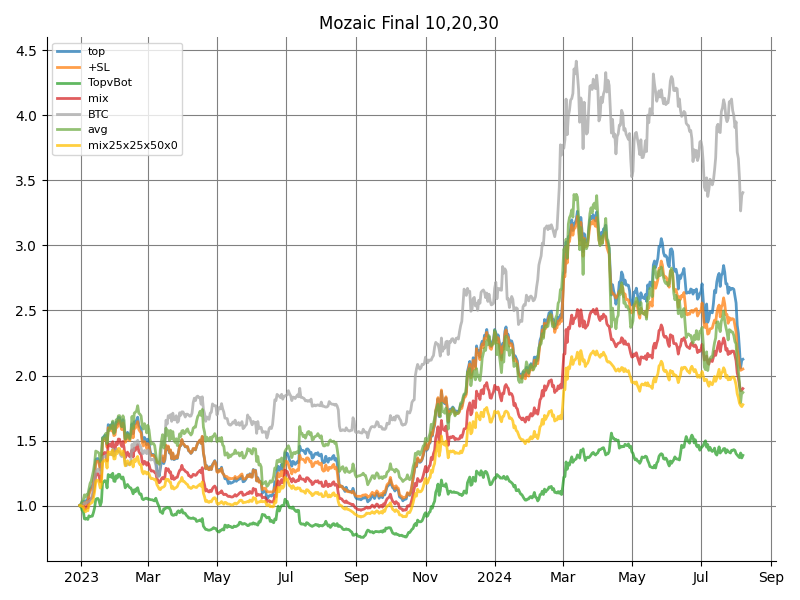 Mozaic Final 10,20,30
top
+SL
TopvBot
mix
BTC
avg
mix25x25x50x0
4.5
4.0
3.5
3.0
2.5
2.0
1.5
1.0
2023 Mar May Jul Sep Nov 2024 Mar May Jul Sep